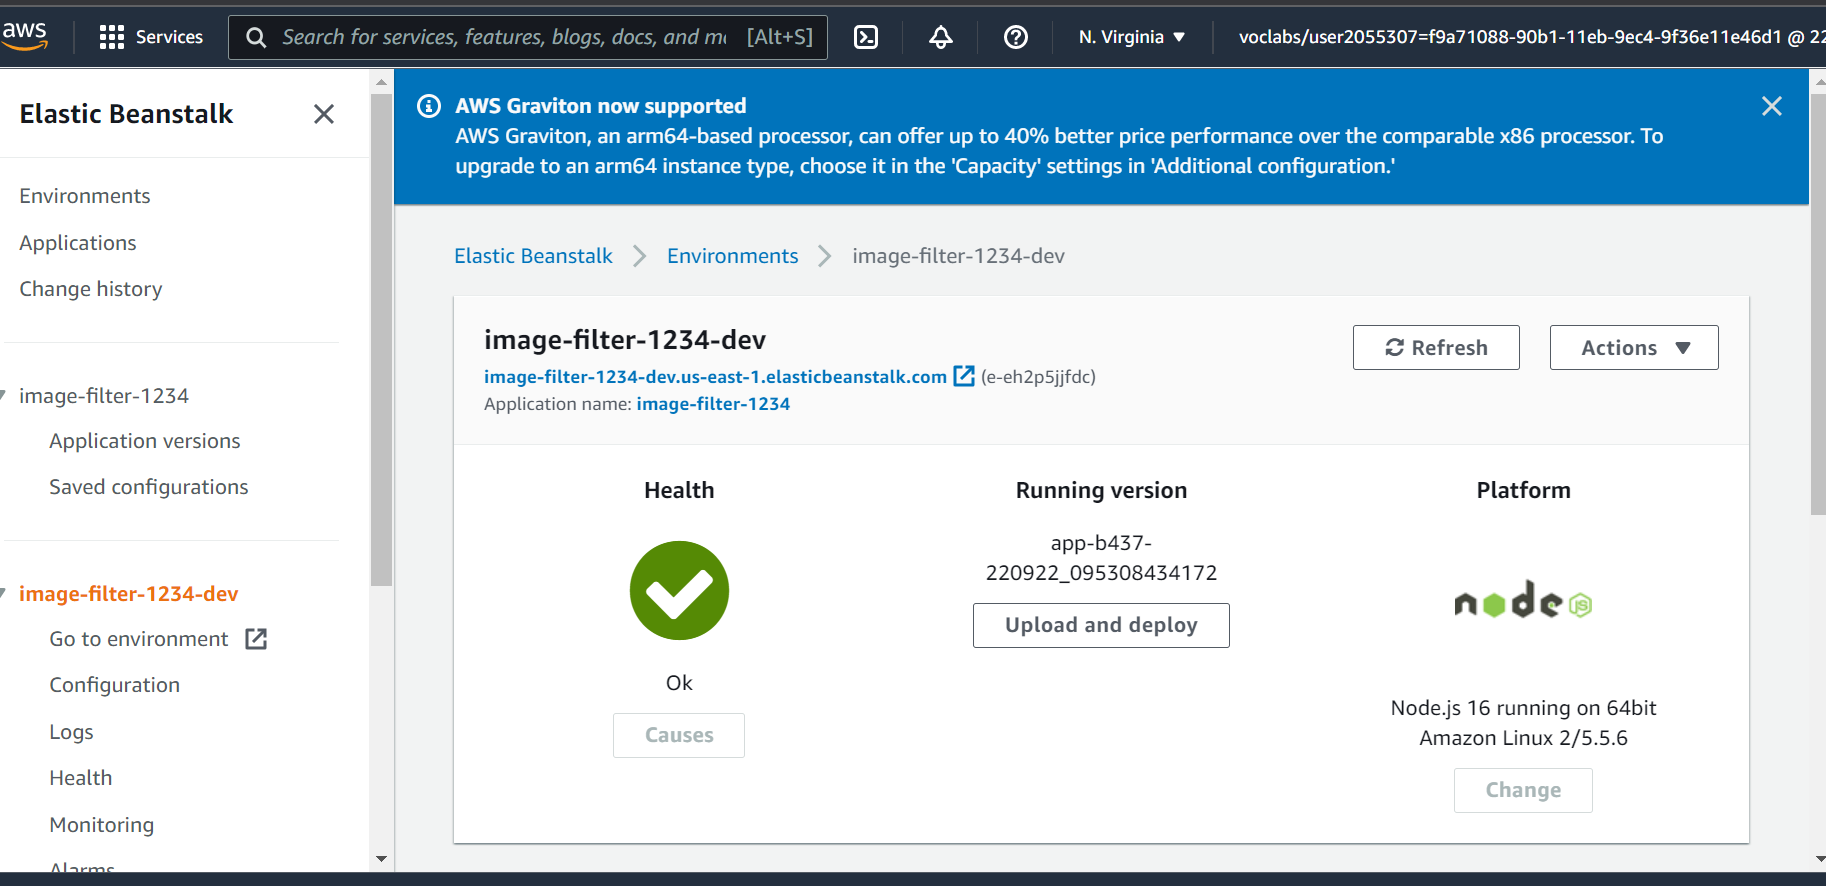 aws
Services
Search for services, features, blogs, docs, and m
[Alt+S]
N. Virginia
voclabs/user2055307=f9a71088-90b1-11eb-9ec4-9f36e11e46d1 @ 22
Elastic Beanstalk
Environments
Applications
Change history
image-filter-1234
Application versions
Saved configurations
image-filter-1234-dev
Go to environment
Configuration
Logs
Health
Monitoring
Alarms
AWS Graviton now supported
AWS Graviton, an arm64-based processor, can offer up to 40% better price performance over the comparable x86 processor. To
upgrade to an arm64 instance type, choose it in the 'Capacity' settings in 'Additional configuration.'
Elastic Beanstalk
Environments
image-filter-1234-dev
image-filter-1234-dev
image-filter-1234-dev.us-east-1.elasticbeanstalk.com (e-eh2p5jjfdc)
Application name: image-filter-1234
Refresh
Actions
Health
Ok
Causes
Running version
app-b437-
220922_095308434172
Upload and deploy
Platform
node
JS
Node.js 16 running on 64bit
Amazon Linux 2/5.5.6
Change